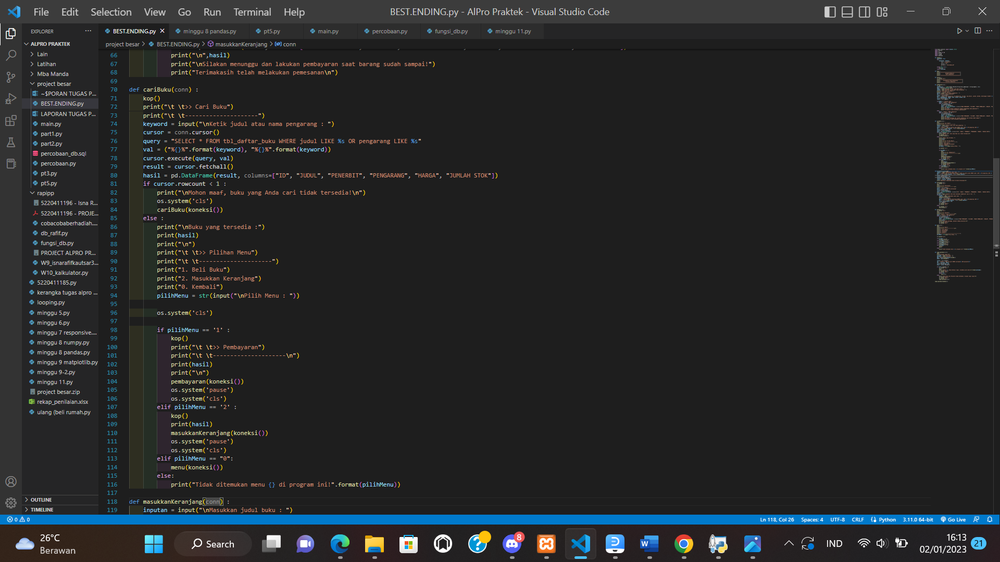 File Edit Selection View Go Run Terminal Help BEST.ENDING.py - AlPro Praktek - Visual Studio Code
EXPLORER ...
BEST.ENDING.py minggu 8 pandas.py pt5.py main.py percobaan.py fungsi_db.py minggu 11.py
project besar > BEST.ENDING.py > masukkanKeranjang > conn
ALPRO PRAKTEK
Lain
Latihan
Mba Manda
project besar
~$PORAN TUGAS P...
BEST.ENDING.py
LAPORAN TUGAS P...
main.py
part1.py
part2.py
percobaan_db.sql
percobaan.py
pt3.py
pt5.py
rapipp
5220411196 - Isna R...
5220411196 - PROJE...
cobacobaberhadiah....
db_rafif.py
fungsi_db.py
PROJECT ALPRO PR...
W9_isnarafifkautsar3...
W10_kalkulator.py
5220411185.py
kerangka tugas alpro ...
looping.py
minggu 5.py
minggu 6.py
minggu 7 responsive....
minggu 8 numpy.py
minggu 8 pandas.py
minggu 9 matplotlib.py
minggu 9-2.py
minggu 11.py
project besar.zip
rekap_penilaian.xlsx
ulang (beli rumah.py
OUTLINE
TIMELINE
66 print("\n",hasil)
67 print("\nSilakan menunggu dan lakukan pembayaran saat barang sudah sampai!")
68 print("Terimakasih telah melakukan pemesanan\n")
69
70 def cariBuku(conn) :
71 kop()
72 print("\t \t>> Cari Buku")
73 print("\t \t---------------------")
74 keyword = input("\nKetik judul atau nama pengarang : ")
75 cursor = conn.cursor()
76 query = "SELECT * FROM tbl_daftar_buku WHERE judul LIKE %s OR pengarang LIKE %s"
77 val = ("%{}%".format(keyword), "%{}%".format(keyword))
78 cursor.execute(query, val)
79 result = cursor.fetchall()
80 hasil = pd.DataFrame(result, columns=["ID", "JUDUL", "PENERBIT", "PENGARANG", "HARGA", "JUMLAH STOK"])
81 if cursor.rowcount < 1 :
82 print("\nMohon maaf, buku yang Anda cari tidak tersedia!\n")
83 os.system('cls')
84 cariBuku(koneksi())
85 else :
86 print("\nBuku yang tersedia :")
87 print(hasil)
88 print("\n")
89 print("\t \t>> Pilihan Menu")
90 print("\t \t---------------------")
91 print("1. Beli Buku")
92 print("2. Masukkan Keranjang")
93 print("0. Kembali")
94 pilihMenu = str(input("\nPilih Menu : "))
95
96 os.system('cls')
97
98 if pilihMenu == '1' :
99 kop()
100 print("\t \t>> Pembayaran")
101 print("\t \t---------------------\n")
102 print(hasil)
103 print("\n")
104 pembayaran(koneksi())
105 os.system('pause')
106 os.system('cls')
107 elif pilihMenu == '2' :
108 kop()
109 print(hasil)
110 masukkanKeranjang(koneksi())
111 os.system('pause')
112 os.system('cls')
113 elif pilihMenu == "0":
114 menu(koneksi())
115 else:
116 print("Tidak ditemukan menu {} di program ini!".format(pilihMenu))
117
118 def masukkanKeranjang(conn) :
119 inputan = input("\nMasukkan judul buku : ")
0 0 Ln 118, Col 26 Spaces: 4 UTF-8 CRLF Python 3.11.0 64-bit Go Live
26°C
Berawan
Search
8
IND
16:13
02/01/2023
21